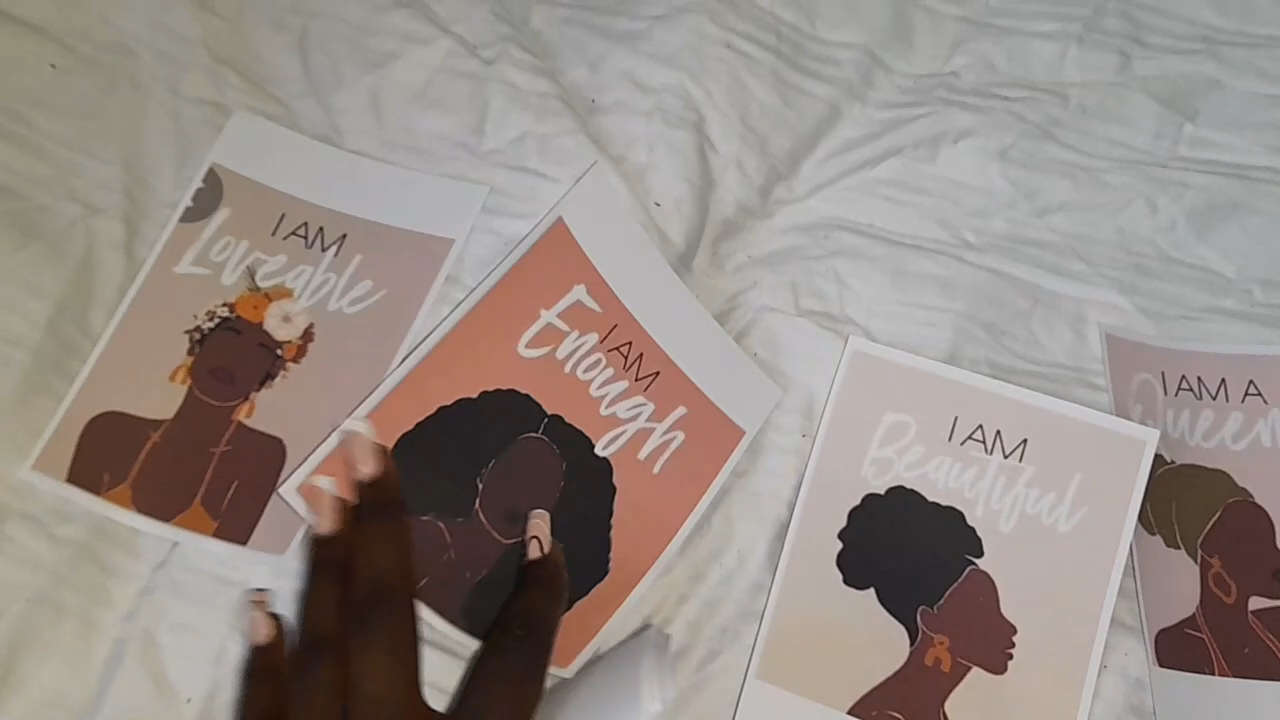 I AM
Loveable
I AM
Enough
I AM
Beautiful
I AM A
Queen